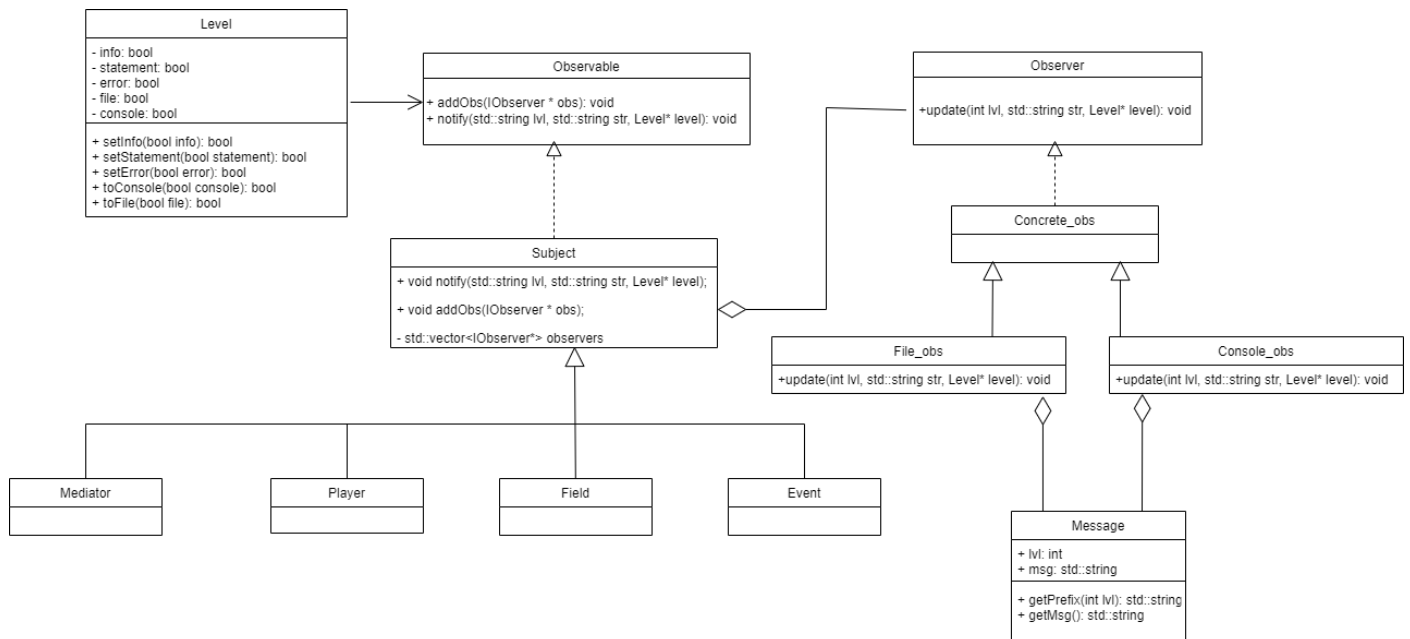 Level
- info: bool
- statement: bool
- error: bool
- file: bool
- console: bool
+ setInfo(bool info): bool
+ setStatement(bool statement): bool
+ setError(bool error): bool
+ toConsole(bool console): bool
+ toFile(bool file): bool
Observable
+ addObs(IObserver * obs): void
+ notify(std::string lvl, std::string str, Level* level): void
Observer
+update(int lvl, std::string str, Level* level): void
Concrete_obs
Subject
+ void notify(std::string lvl, std::string str, Level* level);
+ void addObs(IObserver * obs);
- std::vector<IObserver*> observers
File_obs
+update(int lvl, std::string str, Level* level): void
Console_obs
+update(int lvl, std::string str, Level* level): void
Mediator
Player
Field
Event
Message
+ lvl: int
+ msg: std::string
+ getPrefix(int lvl): std::string
+ getMsg(): std::string